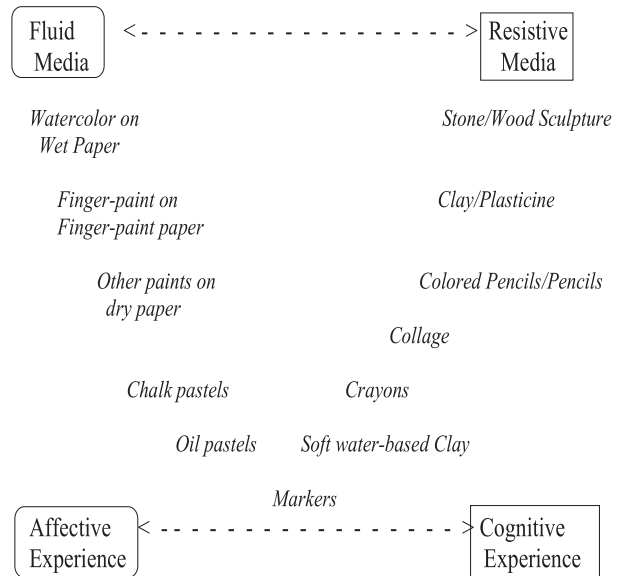 Fluid Media
<- - - - - - - - - - - - - - - - - - ->
Resistive Media
Watercolor on
Wet Paper
Stone/Wood Sculpture
Finger-paint on
Finger-paint paper
Clay/Plasticine
Other paints on
dry paper
Colored Pencils/Pencils
Collage
Chalk pastels
Crayons
Oil pastels
Soft water-based Clay
Markers
Affective
Experience
<- - - - - - - - - - - - - - - - - - ->
Cognitive
Experience